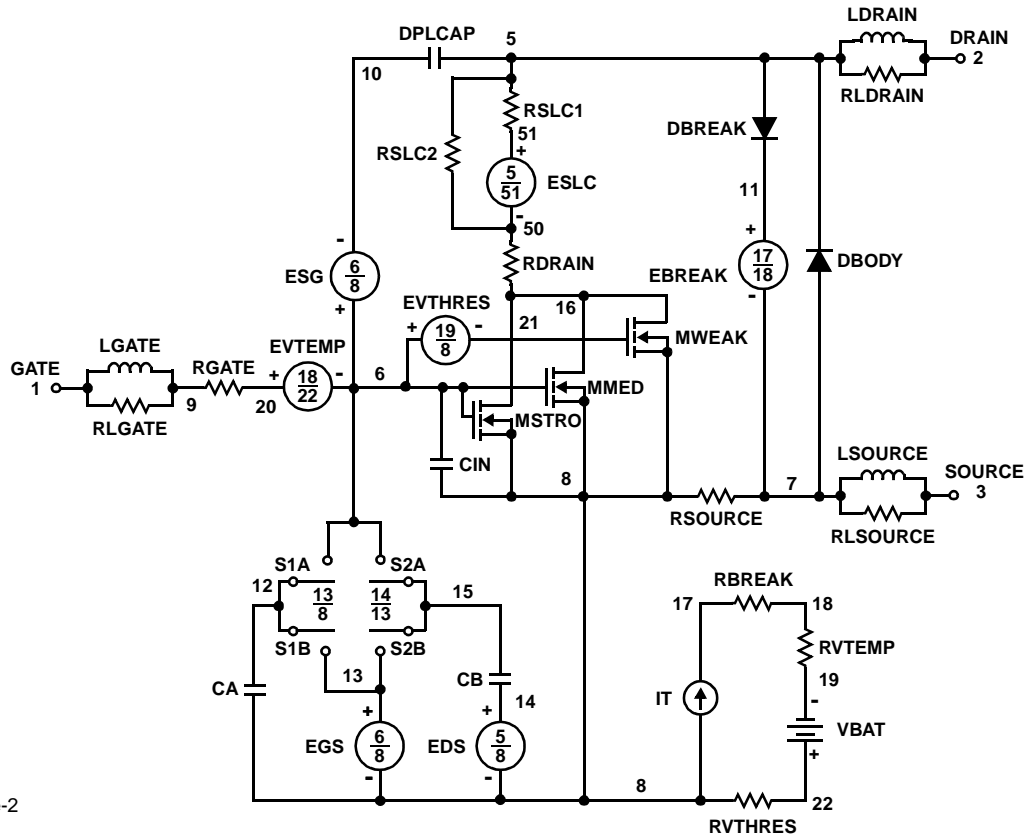 LDRAIN
DPLCAP 5 DRAIN
10 2
RLDRAIN
RSLC1
DBREAK
51
+
RSLC2
5
51
ESLC
11
-
50
-
+
RDRAIN
17
18
DBODY
6
8
ESG
EBREAK
EVTHRES
+
16
-
+ 19
8 - 21
MWEAK
LGATE
EVTEMP
GATE RGATE + 18
22 - 6
MMED
1
9 20
MSTRO
RLGATE
LSOURCE
CIN
8 7 SOURCE
3
RSOURCE
RLSOURCE
S1A S2A
12 13
8 14
13 15
RBREAK
17 18
S1B S2B
RVTEMP
13 CB
CA 19
14 IT -
+ +
VBAT
EGS 6
8 EDS 5
8
+
- -
8
22
-2
RVTHRES